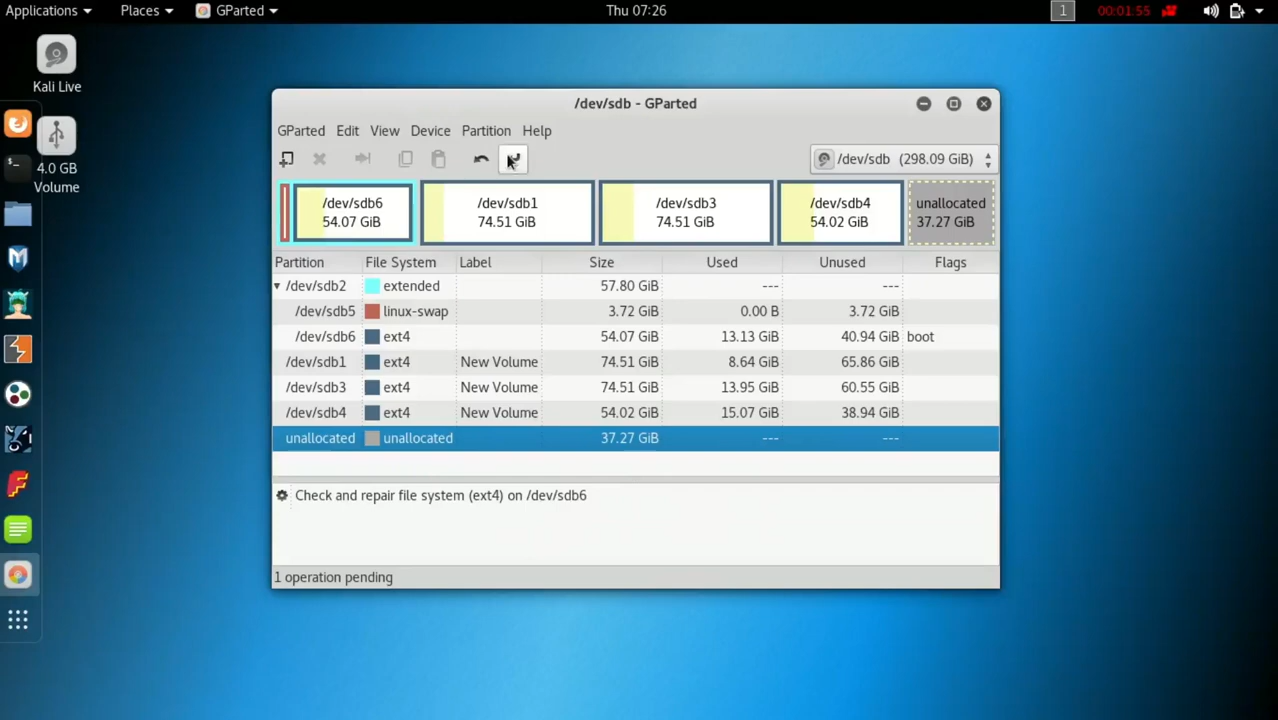 Applications Places GParted Thu 07:26 1 00:01:55
Kali Live
4.0 GB
Volume
/dev/sdb - GParted
GParted Edit View Device Partition Help
/dev/sdb (298.09 GiB)
/dev/sdb6
54.07 GiB
/dev/sdb1
74.51 GiB
/dev/sdb3
74.51 GiB
/dev/sdb4
54.02 GiB
unallocated
37.27 GiB
Partition File System Label Size Used Unused Flags
/dev/sdb2 extended 57.80 GiB --- ---
/dev/sdb5 linux-swap 3.72 GiB 0.00 B 3.72 GiB
/dev/sdb6 ext4 54.07 GiB 13.13 GiB 40.94 GiB boot
/dev/sdb1 ext4 New Volume 74.51 GiB 8.64 GiB 65.86 GiB
/dev/sdb3 ext4 New Volume 74.51 GiB 13.95 GiB 60.55 GiB
/dev/sdb4 ext4 New Volume 54.02 GiB 15.07 GiB 38.94 GiB
unallocated unallocated 37.27 GiB --- ---
Check and repair file system (ext4) on /dev/sdb6
1 operation pending